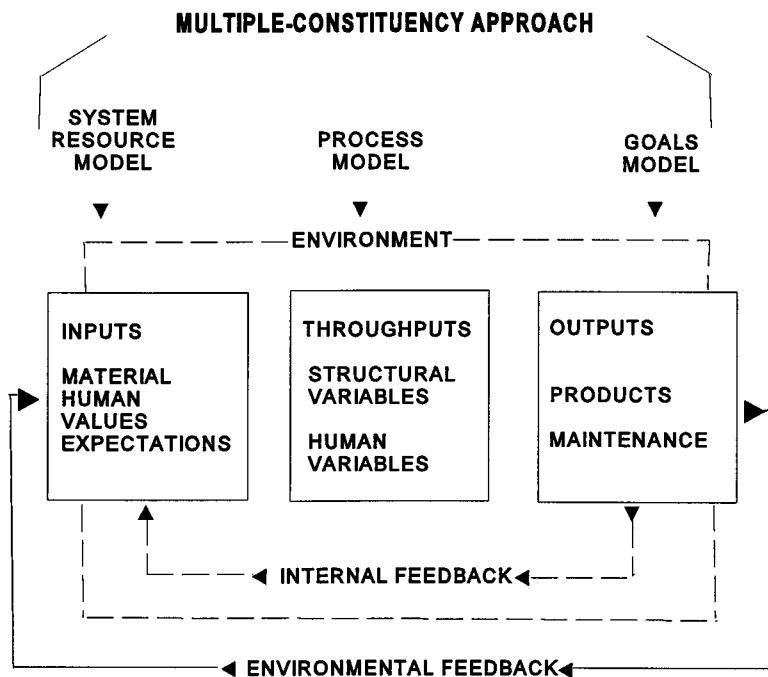 MULTIPLE-CONSTITUENCY APPROACH
SYSTEM
RESOURCE
MODEL
PROCESS
MODEL
GOALS
MODEL
ENVIRONMENT
INPUTS
MATERIAL
HUMAN
VALUES
EXPECTATIONS
THROUGHPUTS
STRUCTURAL
VARIABLES
HUMAN
VARIABLES
OUTPUTS
PRODUCTS
MAINTENANCE
INTERNAL FEEDBACK
ENVIRONMENTAL FEEDBACK